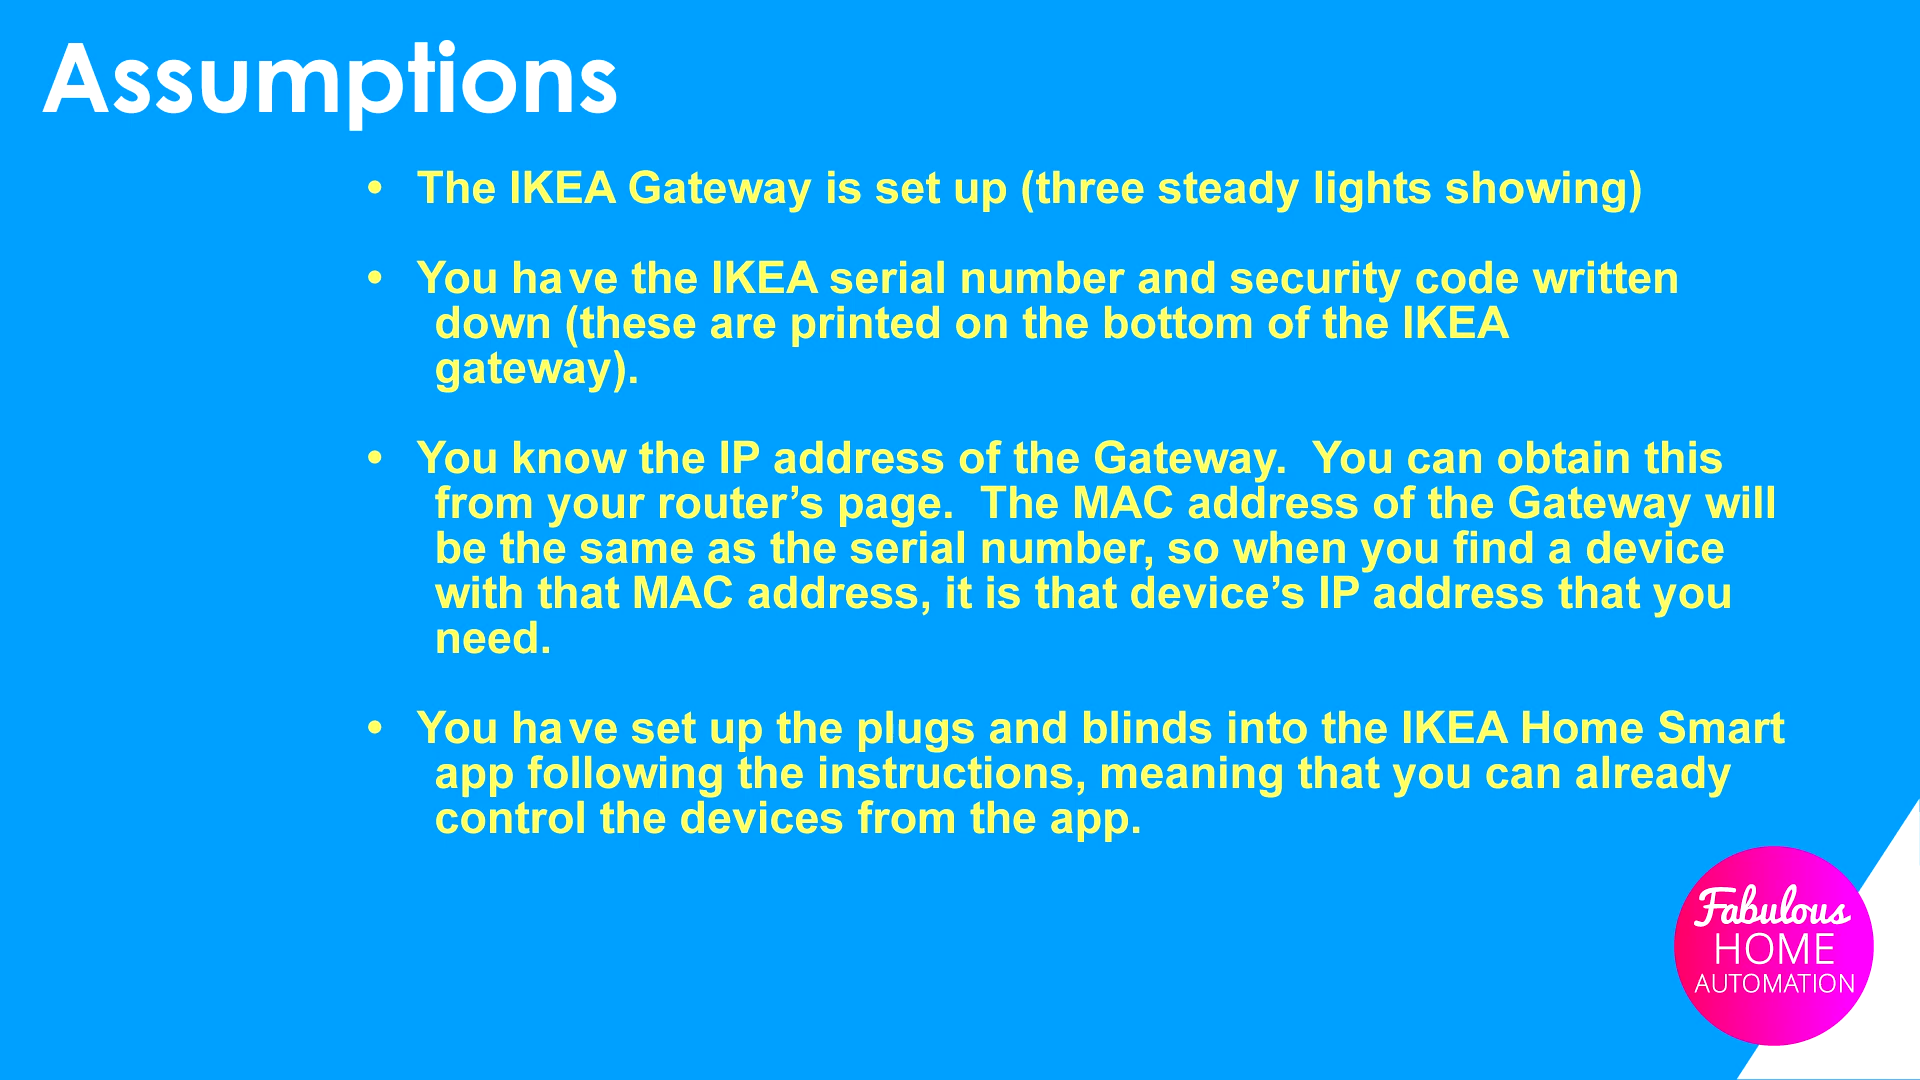 Assumptions
• The IKEA Gateway is set up (three steady lights showing)
• You have the IKEA serial number and security code written
down (these are printed on the bottom of the IKEA
gateway).
• You know the IP address of the Gateway.  You can obtain this
from your router’s page.  The MAC address of the Gateway will
be the same as the serial number, so when you find a device
with that MAC address, it is that device’s IP address that you
need.
• You have set up the plugs and blinds into the IKEA Home Smart
app following the instructions, meaning that you can already
control the devices from the app.
Fabulous
HOME
AUTOMATION